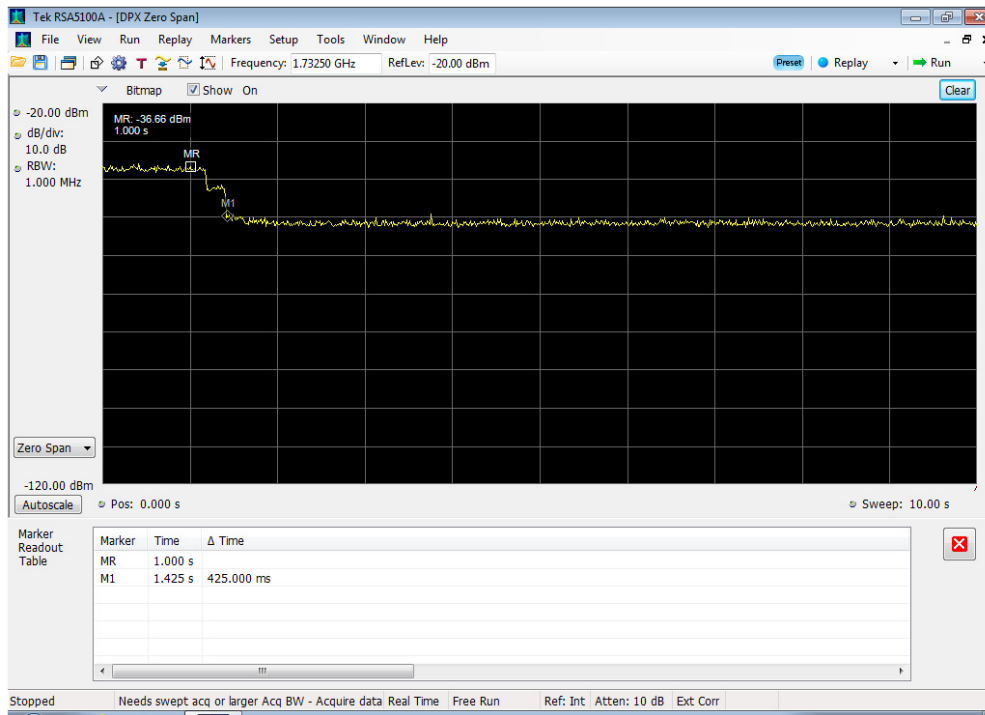 Tek RSA5100A - [DPX Zero Span]
File View Run Replay Markers Setup Tools Window Help
T Frequency: 1.73250 GHz RefLev: -20.00 dBm Preset Replay Run
Bitmap Show On Clear
-20.00 dBm
dB/div:
10.0 dB
RBW:
1.000 MHz
MR: -36.66 dBm
1.000 s
MR
M1
Zero Span
-120.00 dBm
Autoscale Pos: 0.000 s Sweep: 10.00 s
Marker
Readout
Table
Marker Time Δ Time
MR 1.000 s
M1 1.425 s 425.000 ms
Stopped Needs swept acq or larger Acq BW - Acquire data Real Time Free Run Ref: Int Atten: 10 dB Ext Corr